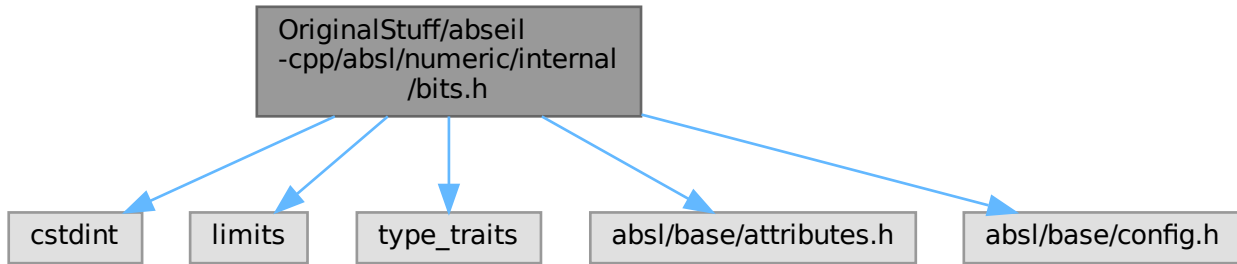 OriginalStuff/abseil
-cpp/absl/numeric/internal
/bits.h
cstdint
limits
type_traits
absl/base/attributes.h
absl/base/config.h